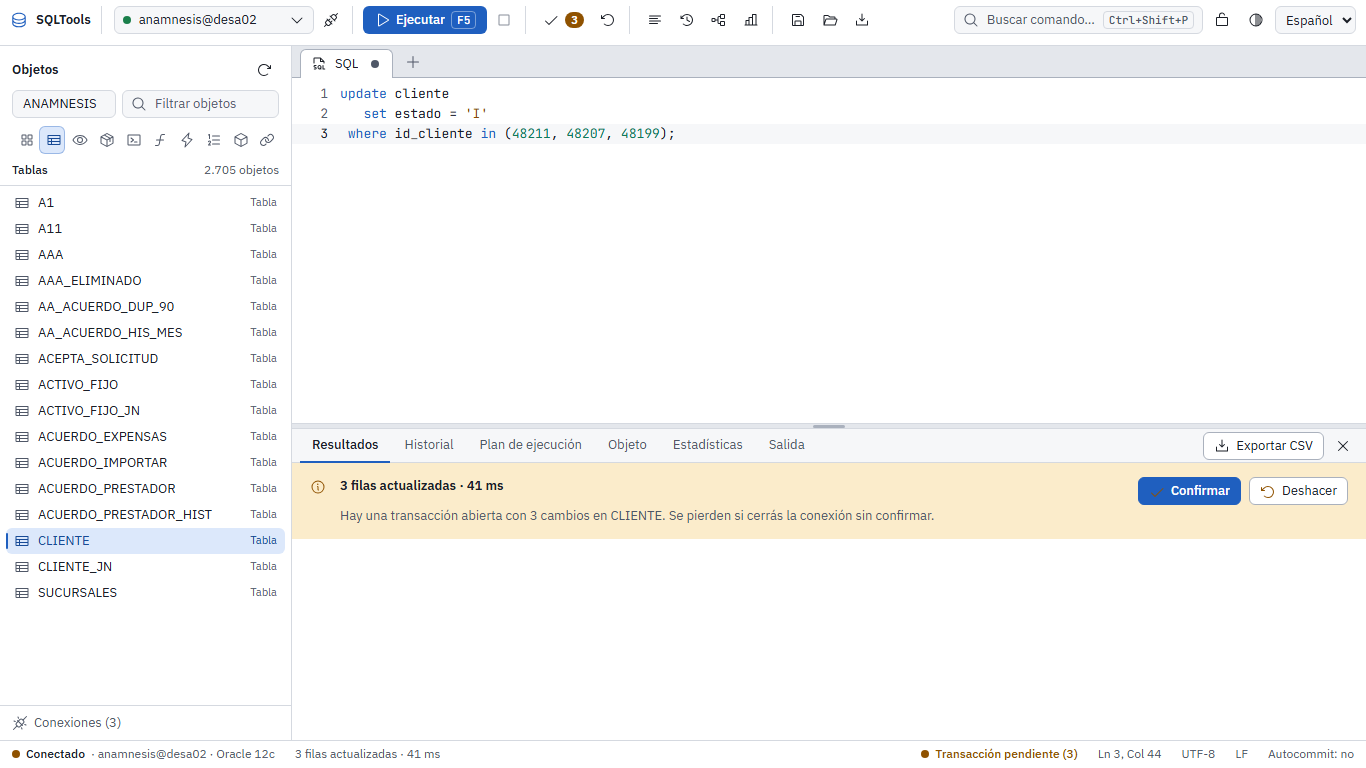 SQLTools
anamnesis@desa02
Ejecutar F5
3
Buscar comando... Ctrl+Shift+P
Español
Objetos
ANAMNESIS
Filtrar objetos
Tablas 2.705 objetos
A1 Tabla
A11 Tabla
AAA Tabla
AAA_ELIMINADO Tabla
AA_ACUERDO_DUP_90 Tabla
AA_ACUERDO_HIS_MES Tabla
ACEPTA_SOLICITUD Tabla
ACTIVO_FIJO Tabla
ACTIVO_FIJO_JN Tabla
ACUERDO_EXPENSAS Tabla
ACUERDO_IMPORTAR Tabla
ACUERDO_PRESTADOR Tabla
ACUERDO_PRESTADOR_HIST Tabla
CLIENTE Tabla
CLIENTE_JN Tabla
SUCURSALES Tabla
Conexiones (3)
SQL
1 update cliente
2 set estado = 'I'
3 where id_cliente in (48211, 48207, 48199);
Resultados Historial Plan de ejecución Objeto Estadísticas Salida
Exportar CSV
3 filas actualizadas · 41 ms
Hay una transacción abierta con 3 cambios en CLIENTE. Se pierden si cerrás la conexión sin confirmar.
Confirmar
Deshacer
Conectado · anamnesis@desa02 · Oracle 12c 3 filas actualizadas · 41 ms Transacción pendiente (3) Ln 3, Col 44 UTF-8 LF Autocommit: no